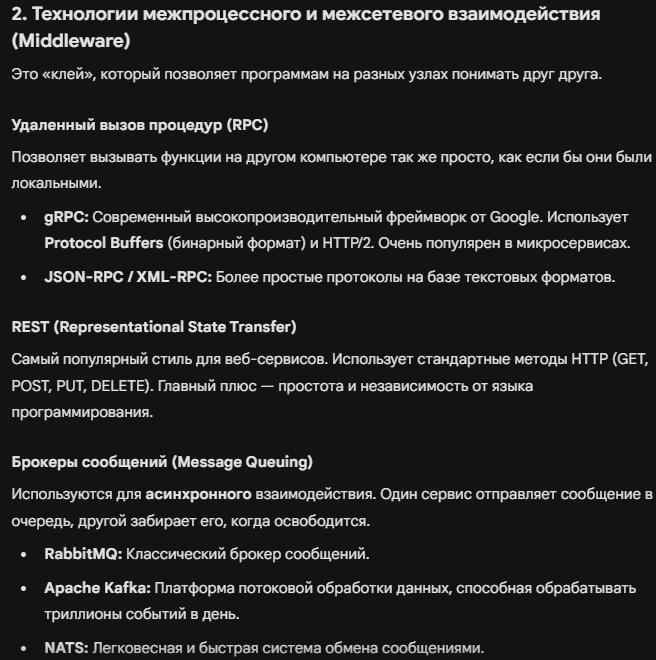 2. Технологии межпроцессного и межсетевого взаимодействия
(Middleware)
Это «клей», который позволяет программам на разных узлах понимать друг друга.
Удаленный вызов процедур (RPC)
Позволяет вызывать функции на другом компьютере так же просто, как если бы они были
локальными.
• gRPC: Современный высокопроизводительный фреймворк от Google. Использует
Protocol Buffers (бинарный формат) и HTTP/2. Очень популярен в микросервисах.
• JSON-RPC / XML-RPC: Более простые протоколы на базе текстовых форматов.
REST (Representational State Transfer)
Самый популярный стиль для веб-сервисов. Использует стандартные методы HTTP (GET,
POST, PUT, DELETE). Главный плюс — простота и независимость от языка
программирования.
Брокеры сообщений (Message Queuing)
Используются для асинхронного взаимодействия. Один сервис отправляет сообщение в
очередь, другой забирает его, когда освободится.
• RabbitMQ: Классический брокер сообщений.
• Apache Kafka: Платформа потоковой обработки данных, способная обрабатывать
триллионы событий в день.
• NATS: Легковесная и быстрая система обмена сообщениями.